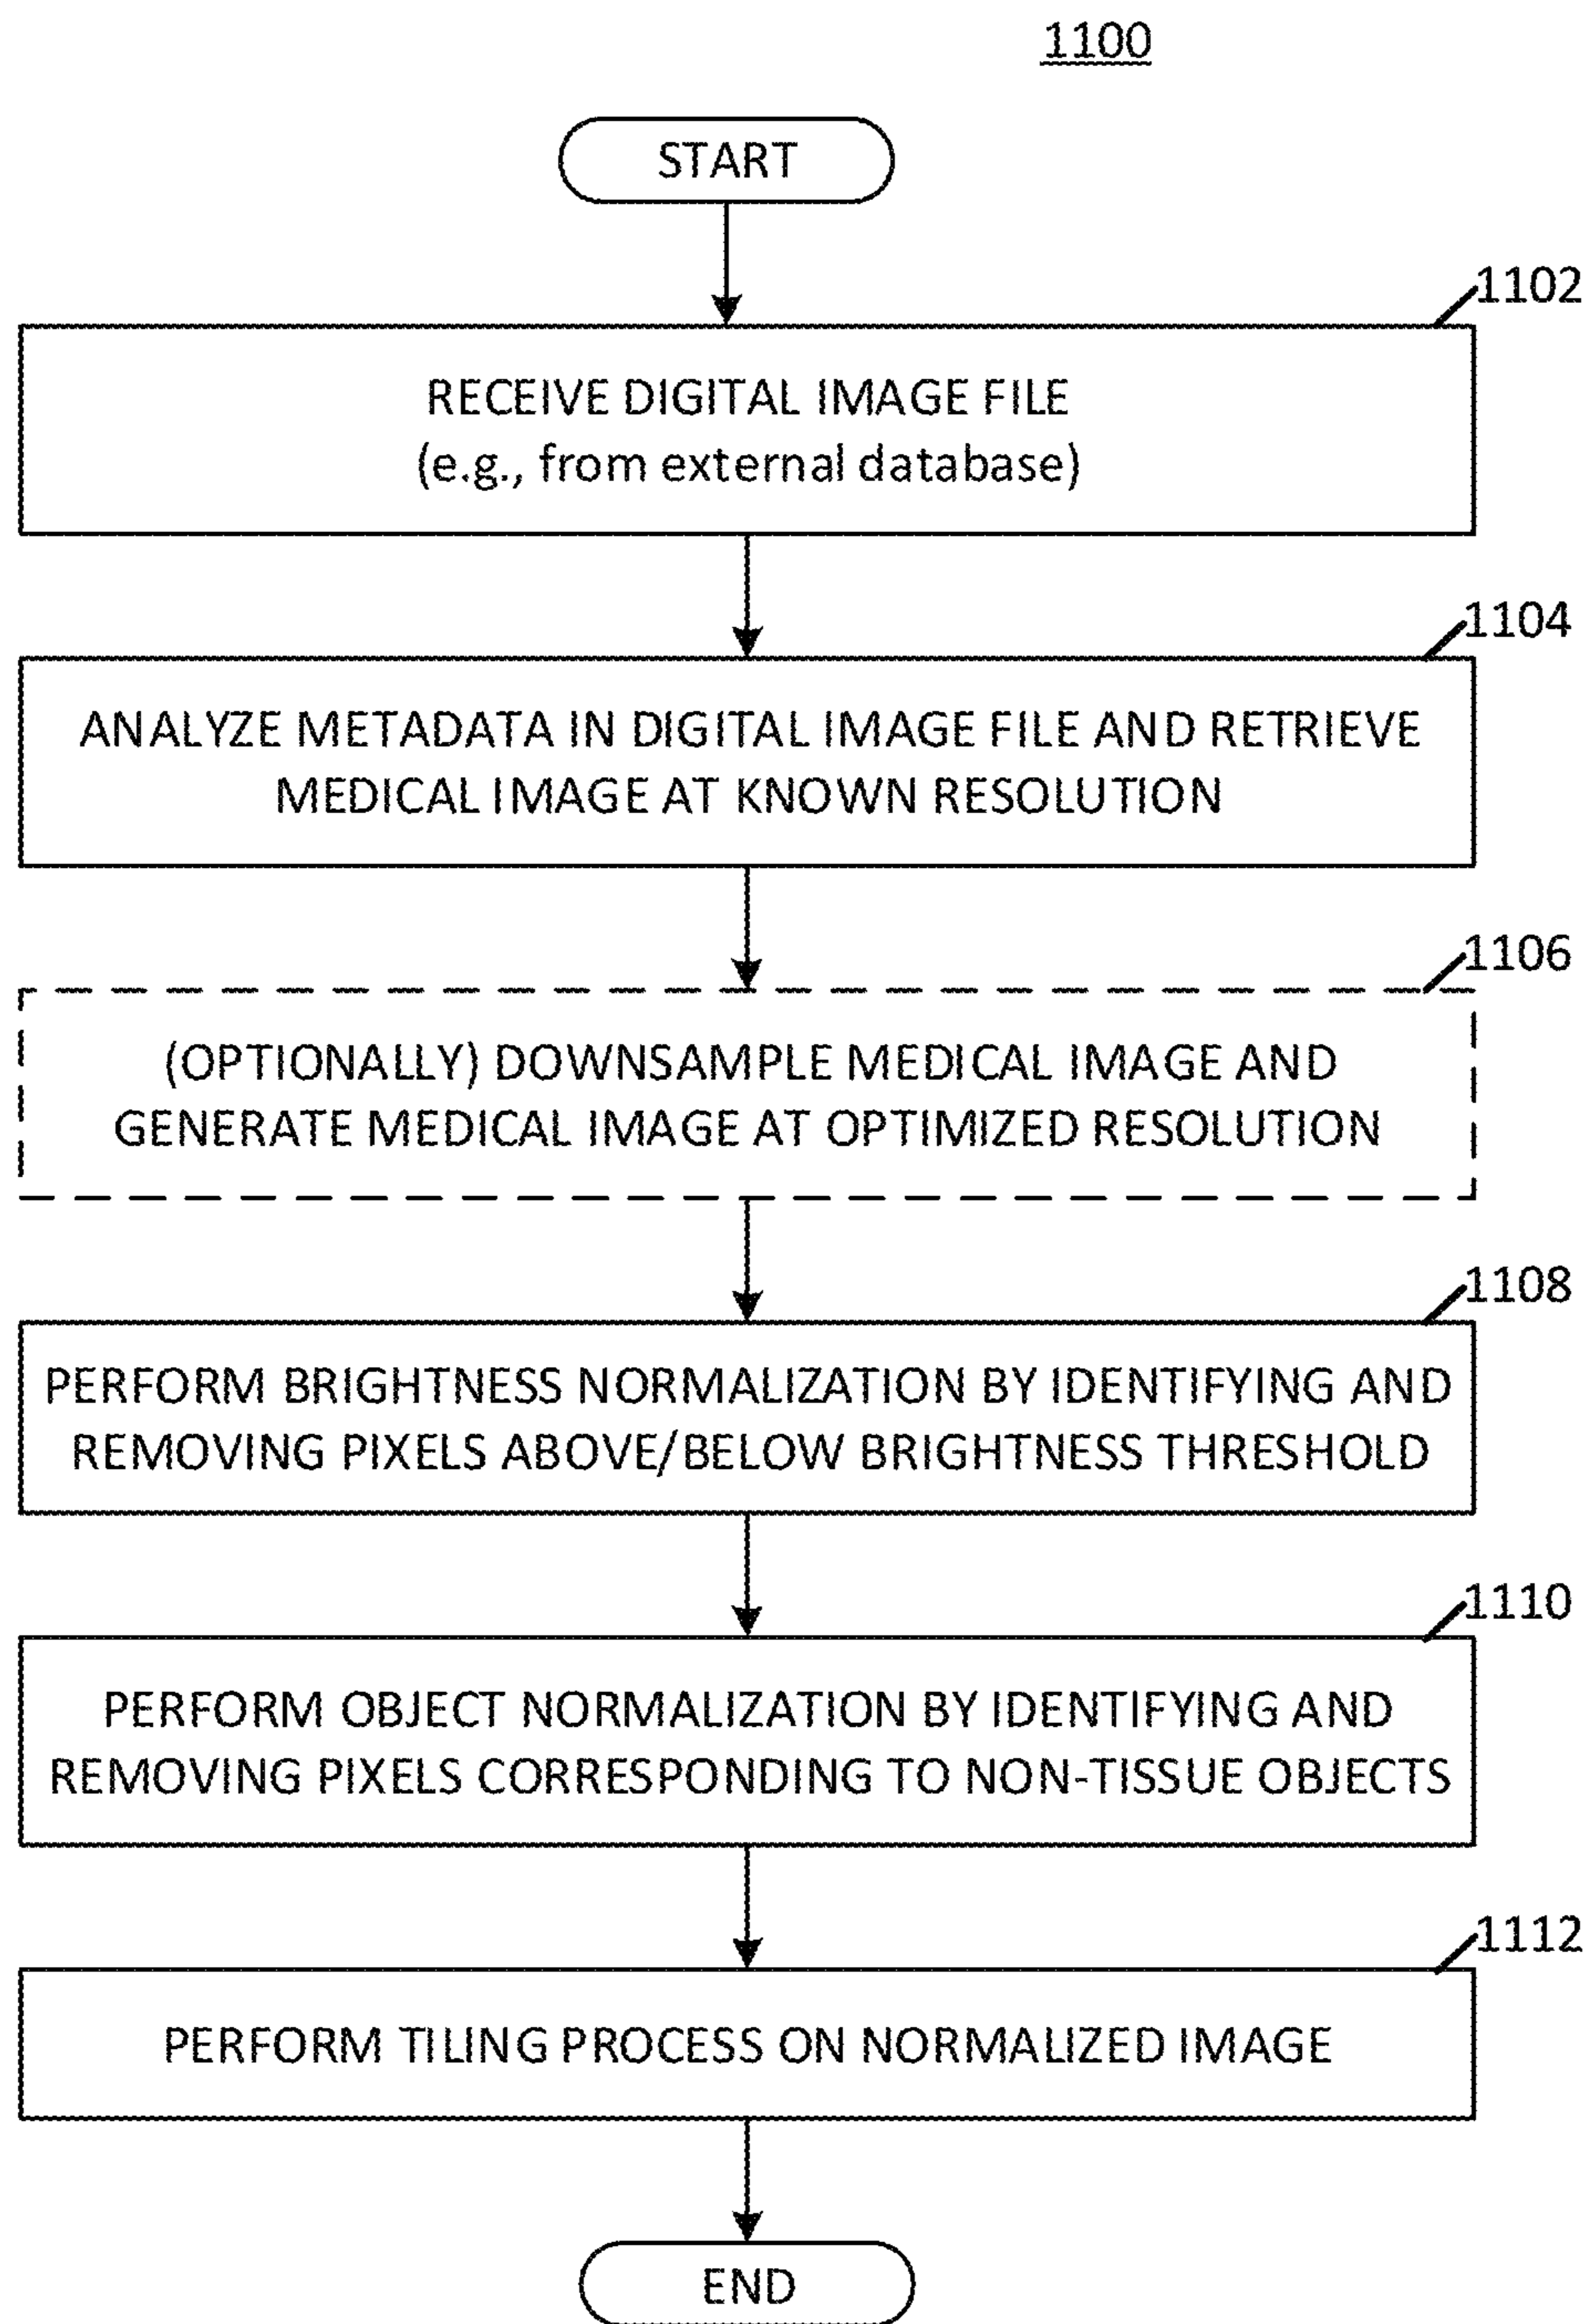 1100
START
1102
RECEIVE DIGITAL IMAGE FILE
(e.g., from external database)
1104
ANALYZE METADATA IN DIGITAL IMAGE FILE AND RETRIEVE
MEDICAL IMAGE AT KNOWN RESOLUTION
1106
(OPTIONALLY) DOWNSAMPLE MEDICAL IMAGE AND
GENERATE MEDICAL IMAGE AT OPTIMIZED RESOLUTION
1108
PERFORM BRIGHTNESS NORMALIZATION BY IDENTIFYING AND
REMOVING PIXELS ABOVE/BELOW BRIGHTNESS THRESHOLD
1110
PERFORM OBJECT NORMALIZATION BY IDENTIFYING AND
REMOVING PIXELS CORRESPONDING TO NON-TISSUE OBJECTS
1112
PERFORM TILING PROCESS ON NORMALIZED IMAGE
END